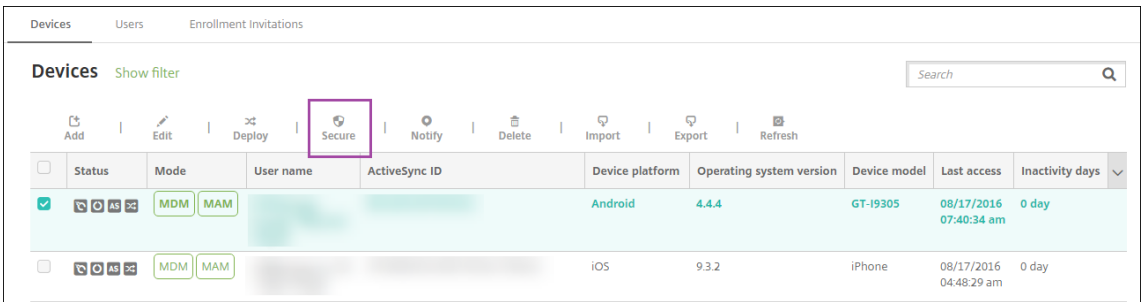 Devices Users Enrollment Invitations
Devices Show filter Search
Add | Edit | Deploy | Secure | Notify | Delete | Import | Export | Refresh
Status Mode User name ActiveSync ID Device platform Operating system version Device model Last access Inactivity days
AS MDM MAM Android 4.4.4 GT-I9305 08/17/2016 0 day
07:40:34 am
AS MDM MAM iOS 9.3.2 iPhone 08/17/2016 0 day
04:48:29 am